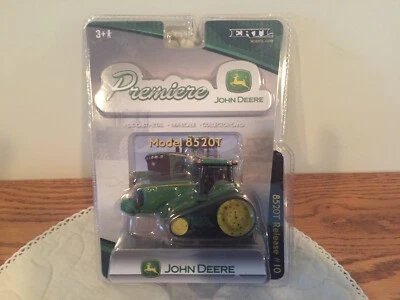 3+
ERTL
Premiere
JOHN DEERE
Model 8520T
8520T Release #10
JOHN DEERE